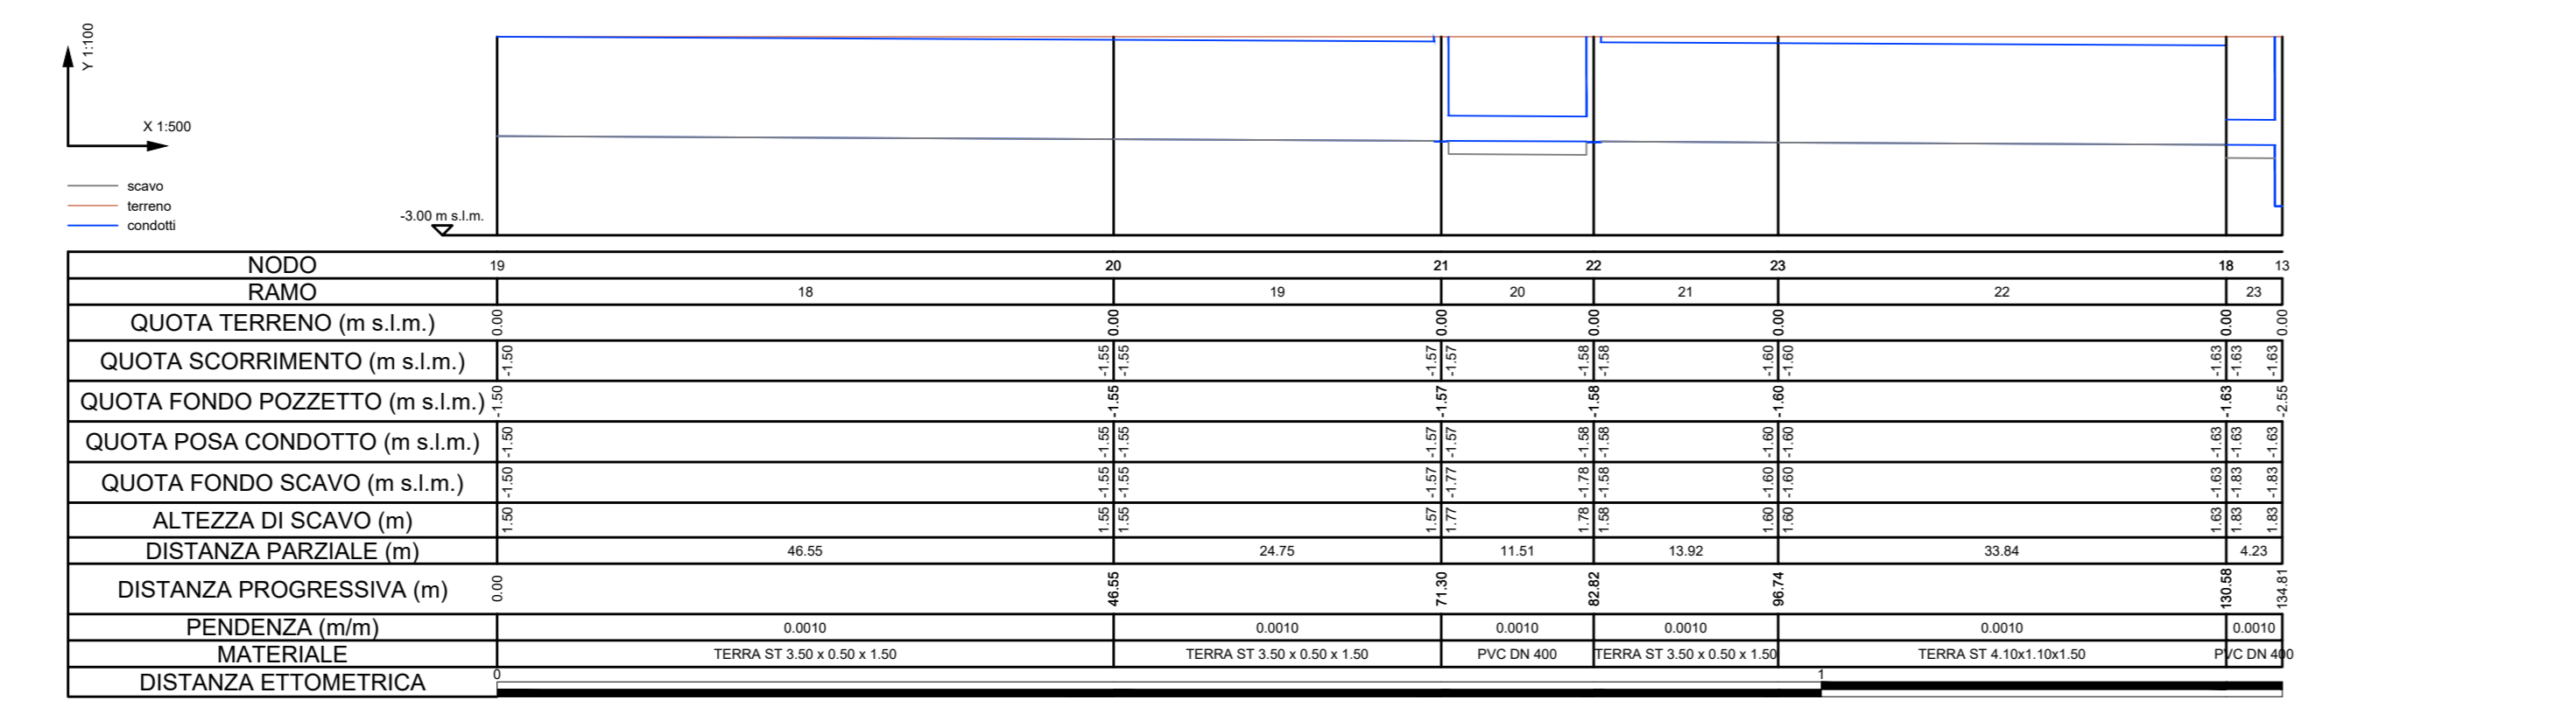 Y 1:100
X 1:500
scavo
terreno
condotti
-3.00 m s.l.m.
NODO 19 20 21 22 23 18 13
RAMO 18 19 20 21 22 23
QUOTA TERRENO (m s.l.m.) 0.00 0.00 0.00 0.00 0.00 0.00 0.00
QUOTA SCORRIMENTO (m s.l.m.) -1.50 -1.55 -1.55 -1.57 -1.57 -1.58 -1.58 -1.60 -1.60 -1.63 -1.63 -1.63
QUOTA FONDO POZZETTO (m s.l.m.) -1.50 -1.55 -1.57 -1.58 -1.60 -1.63 -2.55
QUOTA POSA CONDOTTO (m s.l.m.) -1.50 -1.55 -1.55 -1.57 -1.57 -1.58 -1.58 -1.60 -1.60 -1.63 -1.63 -1.63
QUOTA FONDO SCAVO (m s.l.m.) -1.50 -1.55 -1.55 -1.57 -1.77 -1.78 -1.58 -1.60 -1.60 -1.63 -1.83 -1.83
ALTEZZA DI SCAVO (m) 1.50 1.55 1.55 1.57 1.77 1.78 1.58 1.60 1.60 1.63 1.83 1.83
DISTANZA PARZIALE (m) 46.55 24.75 11.51 13.92 33.84 4.23
DISTANZA PROGRESSIVA (m) 0.00 46.55 71.30 82.82 96.74 130.58 134.81
PENDENZA (m/m) 0.0010 0.0010 0.0010 0.0010 0.0010 0.0010
MATERIALE TERRA ST 3.50 x 0.50 x 1.50 TERRA ST 3.50 x 0.50 x 1.50 PVC DN 400 TERRA ST 3.50 x 0.50 x 1.50 TERRA ST 4.10x1.10x1.50 PVC DN 400
DISTANZA ETTOMETRICA 0 1